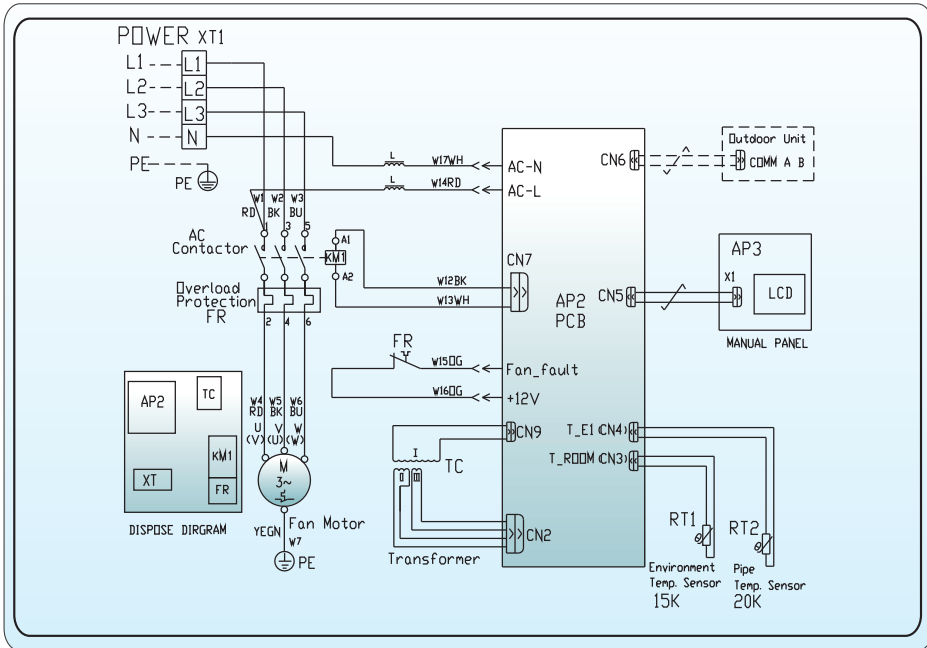 POWER XT1
L1 L1
L2 L2
L3 L3
N N
PE
PE
L W17WH AC-N
L W14RD AC-L
CN6
Outdoor Unit
COMM A B
W1 W2 W3
RD BK BU
1 3 5
AC
Contactor
KM1
A1
A2
CN7
W12BK
W13WH
Overload
Protection
FR
2 4 6
AP2
PCB
CN5
AP3
X1
LCD
MANUAL PANEL
FR
W15OG Fan_fault
W16OG +12V
AP2
TC
KM1
XT
FR
DISPOSE DIRGRAM
W4 W5 W6
RD BK BU
U V W
(V) (U) (W)
M
3~
Fan Motor
YEGN
W7
PE
CN9
I
TC
II III
CN2
Transformer
T_E1 (CN4)
T_ROOM (CN3)
RT1
RT2
Environment
Temp. Sensor
15K
Pipe
Temp. Sensor
20K